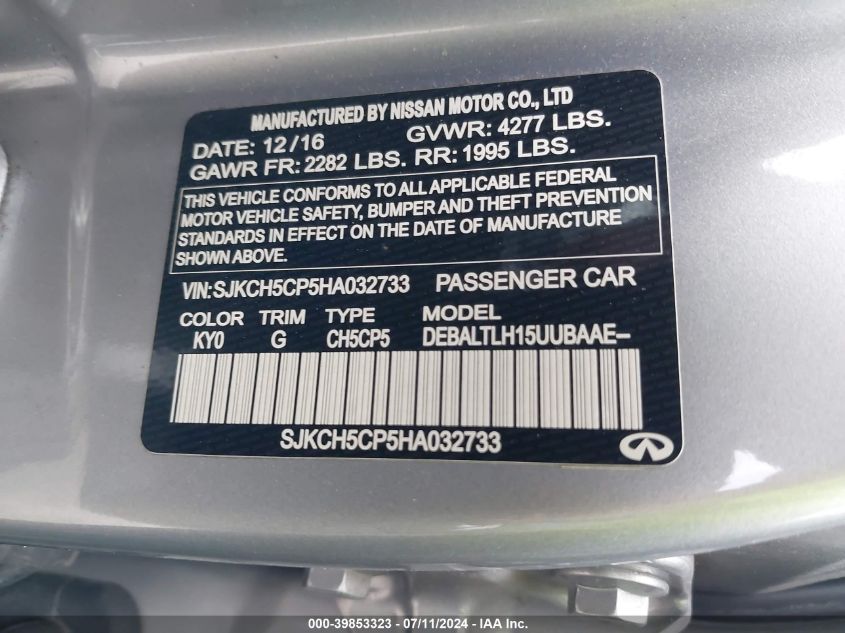 MANUFACTURED BY NISSAN MOTOR CO., LTD
DATE: 12/16 GVWR: 4277 LBS.
GAWR FR: 2282 LBS. RR: 1995 LBS.
THIS VEHICLE CONFORMS TO ALL APPLICABLE FEDERAL
MOTOR VEHICLE SAFETY, BUMPER AND THEFT PREVENTION
STANDARDS IN EFFECT ON THE DATE OF MANUFACTURE
SHOWN ABOVE.
VIN: SJKCH5CP5HA032733 PASSENGER CAR
COLOR TRIM TYPE MODEL
KY0 G CH5CP5 DEBALTLH15UUBAAE-
SJKCH5CP5HA032733
000-39853323 - 07/11/2024 - IAA Inc.